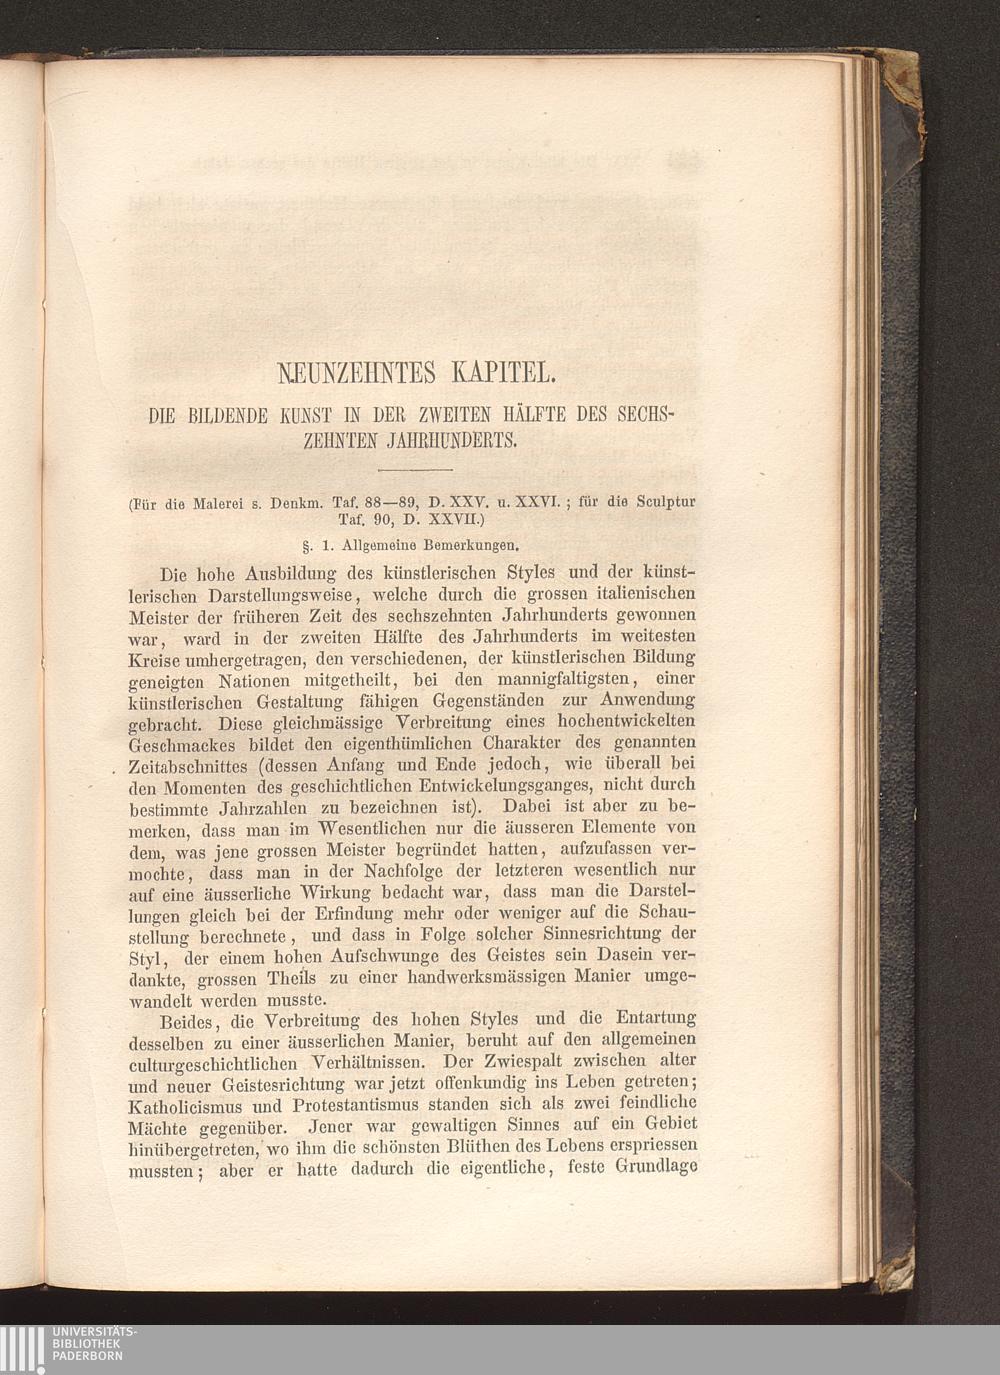 NEUNZEHNTES KAPITEL.
DIE BILDENDE KUNST IN DER ZWEITEN HÄLFTE DES SECHS-
ZEHNTEN JAHRHUNDERTS.
(Für die Malerei s. Denkm. Taf. 88—89, D. XXV. u. XXVI. ; für die Sculptur
Taf. 90, D. XXVII.)
§. 1. Allgemeine Bemerkungen.
Die hohe Ausbildung des künstlerischen Styles und der künst-
lerischen Darstellungsweise, welche durch die grossen italienischen
Meister der früheren Zeit des sechszehnten Jahrhunderts gewonnen
war, ward in der zweiten Hälfte des Jahrhunderts im weitesten
Kreise umhergetragen, den verschiedenen, der künstlerischen Bildung
geneigten Nationen mitgetheilt, bei den mannigfaltigsten, einer
künstlerischen Gestaltung fähigen Gegenständen zur Anwendung
gebracht. Diese gleichmässige Verbreitung eines hochentwickelten
Geschmackes bildet den eigenthümlichen Charakter des genannten
Zeitabschnittes (dessen Anfang und Ende jedoch, wie überall bei
den Momenten des geschichtlichen Entwickelungsganges, nicht durch
bestimmte Jahrzahlen zu bezeichnen ist). Dabei ist aber zu be-
merken, dass man im Wesentlichen nur die äusseren Elemente von
dem, was jene grossen Meister begründet hatten, aufzufassen ver-
mochte, dass man in der Nachfolge der letzteren wesentlich nur
auf eine äusserliche Wirkung bedacht war, dass man die Darstel-
lungen gleich bei der Erfindung mehr oder weniger auf die Schau-
stellung berechnete, und dass in Folge solcher Sinnesrichtung der
Styl, der einem hohen Aufschwunge des Geistes sein Dasein ver-
dankte, grossen Theils zu einer handwerksmässigen Manier umge-
wandelt werden musste.
Beides, die Verbreitung des hohen Styles und die Entartung
desselben zu einer äusserlichen Manier, beruht auf den allgemeinen
culturgeschichtlichen Verhältnissen. Der Zwiespalt zwischen alter
und neuer Geistesrichtung war jetzt offenkundig ins Leben getreten;
Katholicismus und Protestantismus standen sich als zwei feindliche
Mächte gegenüber. Jener war gewaltigen Sinnes auf ein Gebiet
hinübergetreten, wo ihm die schönsten Blüthen des Lebens erspriessen
mussten; aber er hatte dadurch die eigentliche, feste Grundlage
UNIVERSITÄTS-
BIBLIOTHEK
PADERBORN